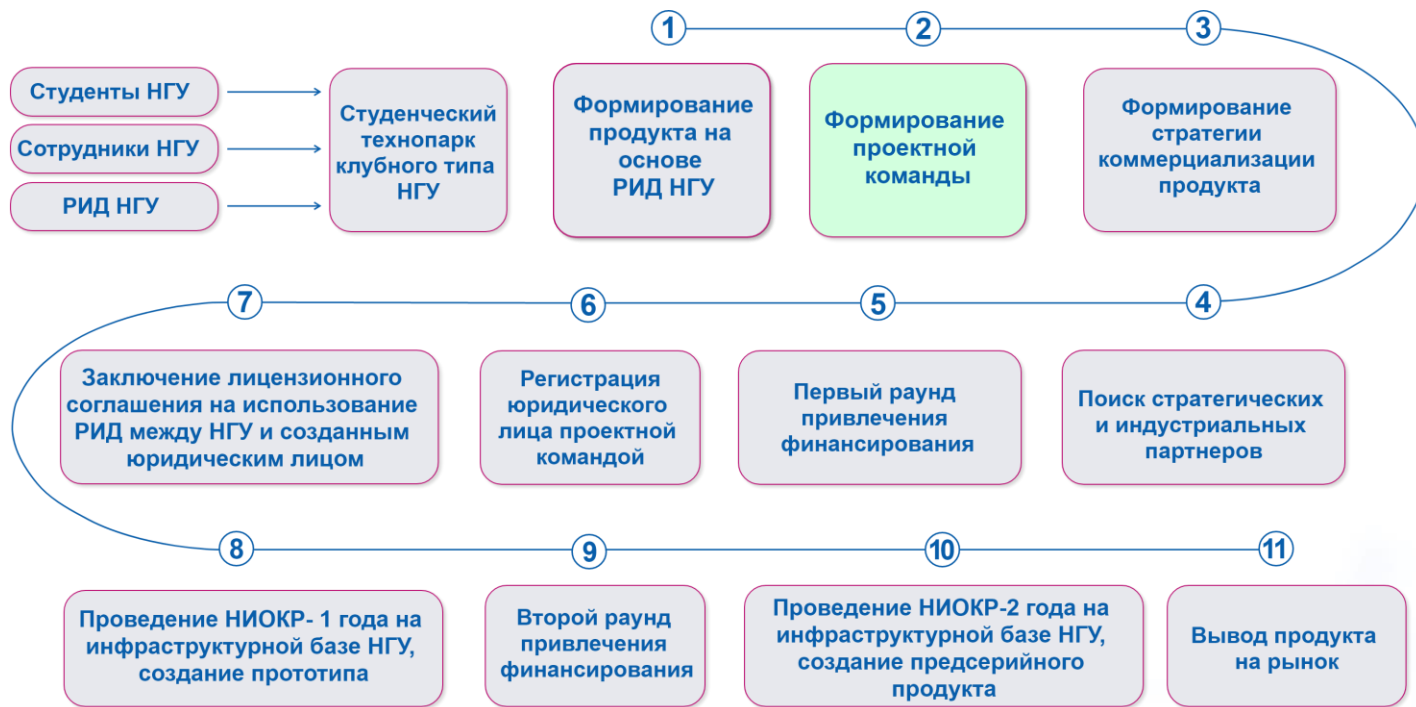 1
2
3
Студенты НГУ
Сотрудники НГУ
РИД НГУ
Студенческий
технопарк
клубного типа
НГУ
Формирование
продукта на
основе
РИД НГУ
Формирование
проектной
команды
Формирование
стратегии
коммерциализации
продукта
7
6
5
4
Заключение лицензионного
соглашения на использование
РИД между НГУ и созданным
юридическим лицом
Регистрация
юридического
лица проектной
командой
Первый раунд
привлечения
финансирования
Поиск стратегических
и индустриальных
партнеров
8
9
10
11
Проведение НИОКР- 1 года на
инфраструктурной базе НГУ,
создание прототипа
Второй раунд
привлечения
финансирования
Проведение НИОКР-2 года на
инфраструктурной базе НГУ,
создание предсерийного
продукта
Вывод продукта
на рынок